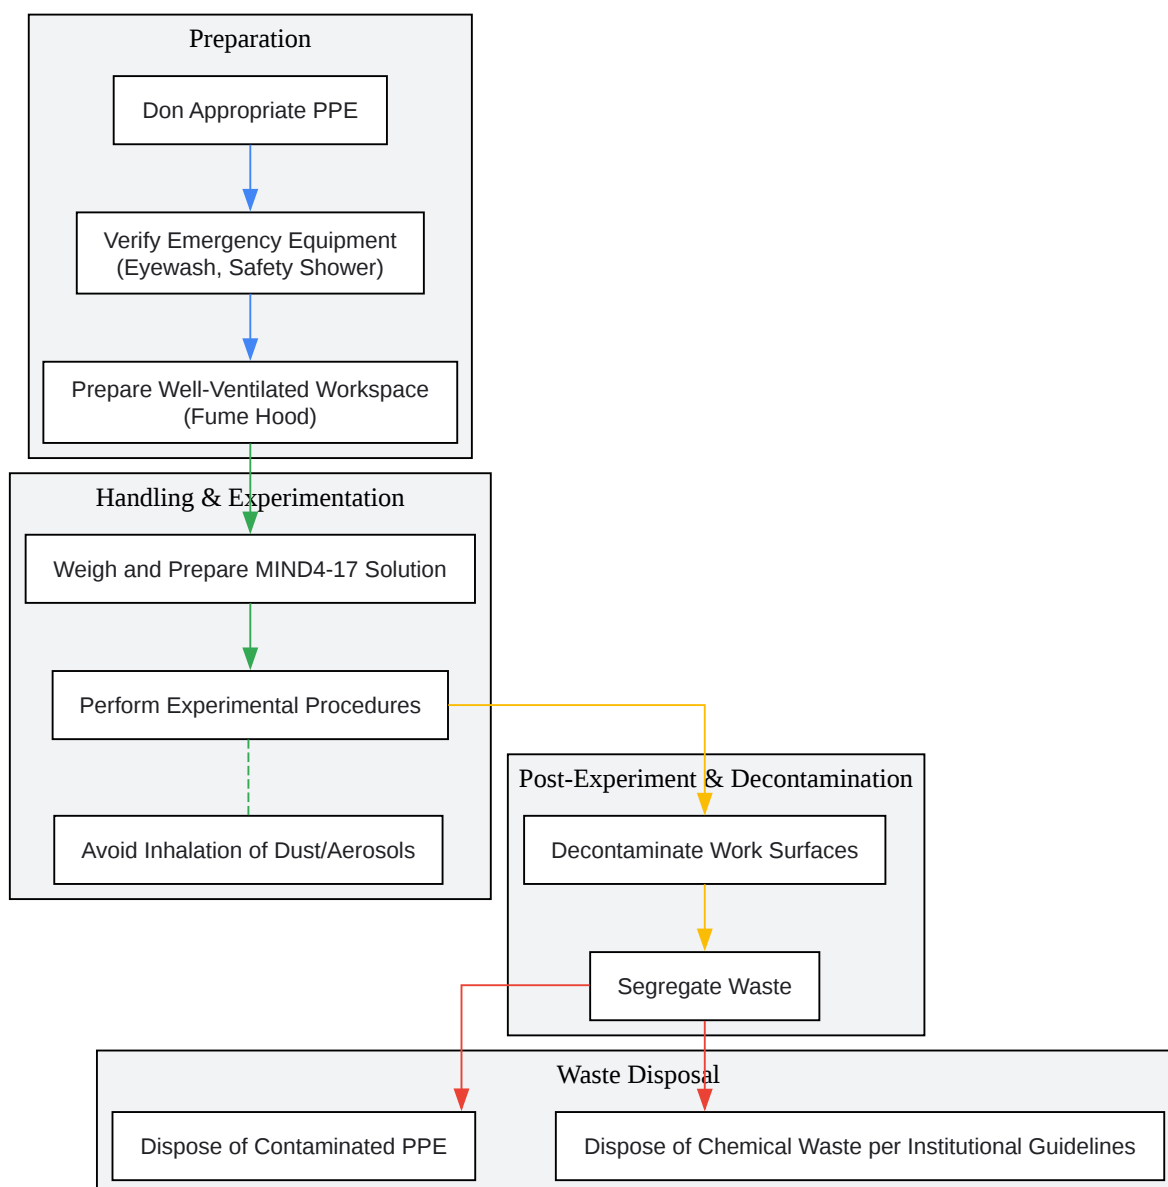 Preparation
Don Appropriate PPE
Verify Emergency Equipment
(Eyewash, Safety Shower)
Prepare Well-Ventilated Workspace
(Fume Hood)
Handling & Experimentation
Weigh and Prepare MIND4-17 Solution
Perform Experimental Procedures
Avoid Inhalation of Dust/Aerosols
Post-Experiment & Decontamination
Decontaminate Work Surfaces
Segregate Waste
Waste Disposal
Dispose of Contaminated PPE
Dispose of Chemical Waste per Institutional Guidelines